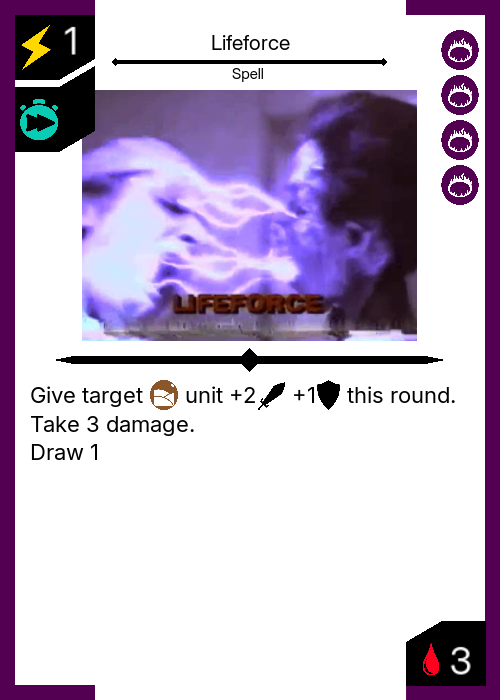 1
Lifeforce
Spell
LIFEFORCE
Give target unit +2 +1 this round.
Take 3 damage.
Draw 1
3